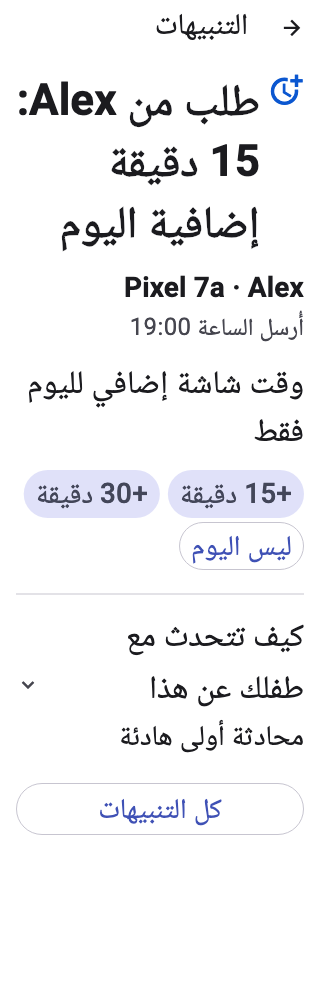 التنبيهات
طلب من Alex:
15 دقيقة
إضافية اليوم
Pixel 7a · Alex
أرسل الساعة 19:00
وقت شاشة إضافي لليوم
فقط
+15 دقيقة
+30 دقيقة
ليس اليوم
كيف تتحدث مع
طفلك عن هذا
محادثة أولى هادئة
كل التنبيهات